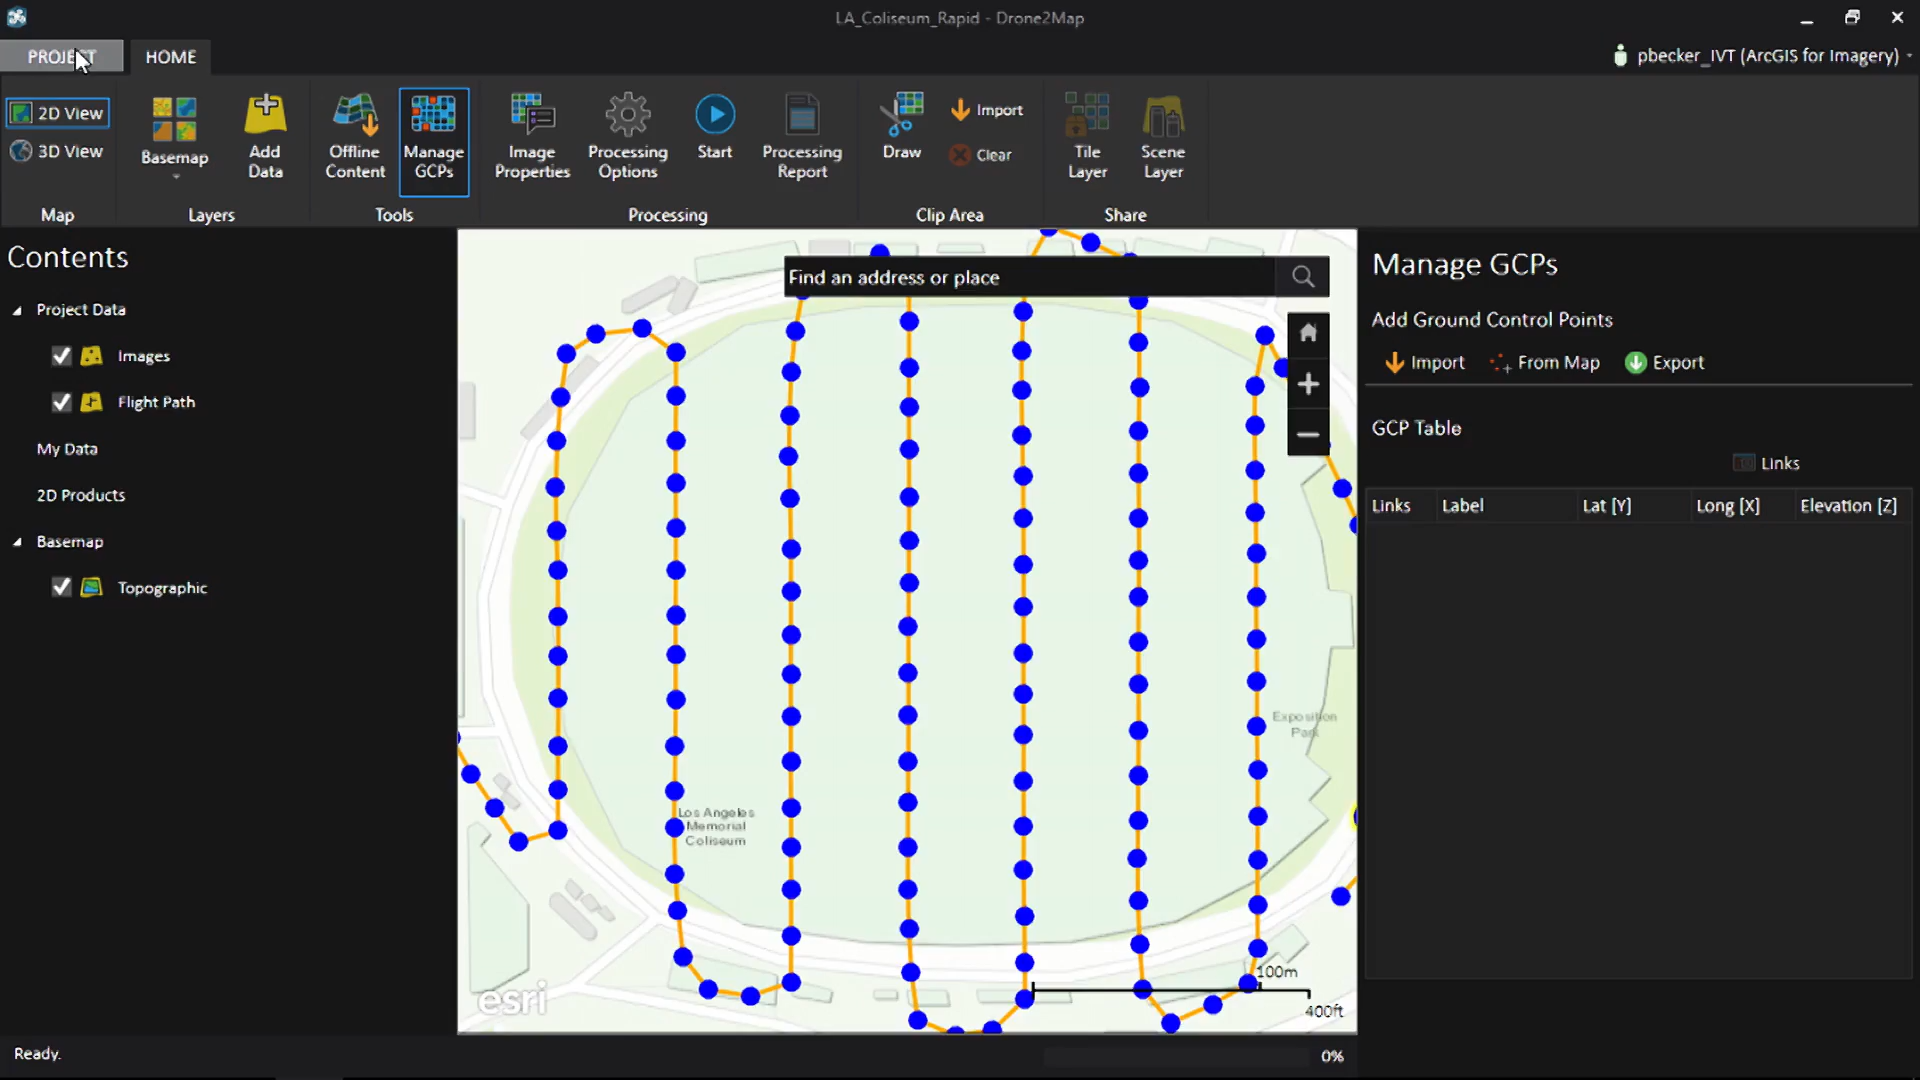 LA_Coliseum_Rapid - Drone2Map
PROJECT
HOME
pbecker_IVT (ArcGIS for Imagery)
2D View
3D View
Map
Basemap
Add
Data
Layers
Offline
Content
Manage
GCPs
Tools
Image
Properties
Processing
Options
Start
Processing
Report
Processing
Draw
Import
Clear
Clip Area
Tile
Layer
Scene
Layer
Share
Contents
Project Data
Images
Flight Path
My Data
2D Products
Basemap
Topographic
Find an address or place
Exposition
Park
Los Angeles
Memorial
Coliseum
esri
100m
400ft
Manage GCPs
Add Ground Control Points
Import
From Map
Export
GCP Table
Links
Links
Label
Lat [Y]
Long [X]
Elevation [Z]
Ready.
0%